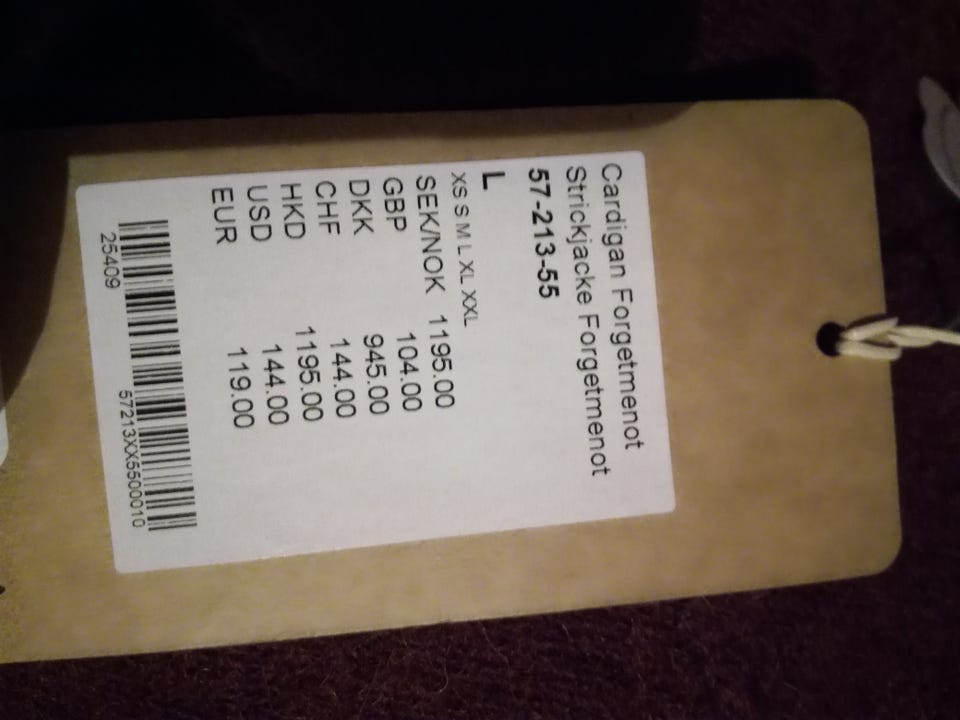 Cardigan Forgetmenot
Strickjacke Forgetmenot
57-213-55
L
XS S M L XL XXL
SEK/NOK 1195.00
GBP 104.00
DKK 945.00
CHF 144.00
HKD 1195.00
USD 144.00
EUR 119.00
25409 57213XX5500010